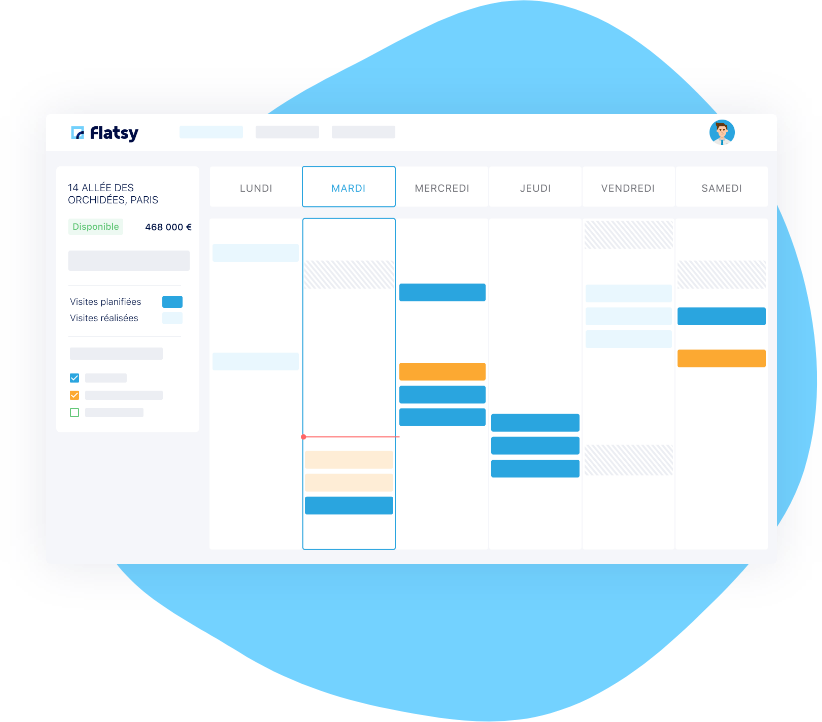 flatsy
LUNDI
MARDI
MERCREDI
JEUDI
VENDREDI
SAMEDI
14 ALLÉE DES
ORCHIDÉES, PARIS
Disponible
468 000 €
Visites planifiées
Visites réalisées